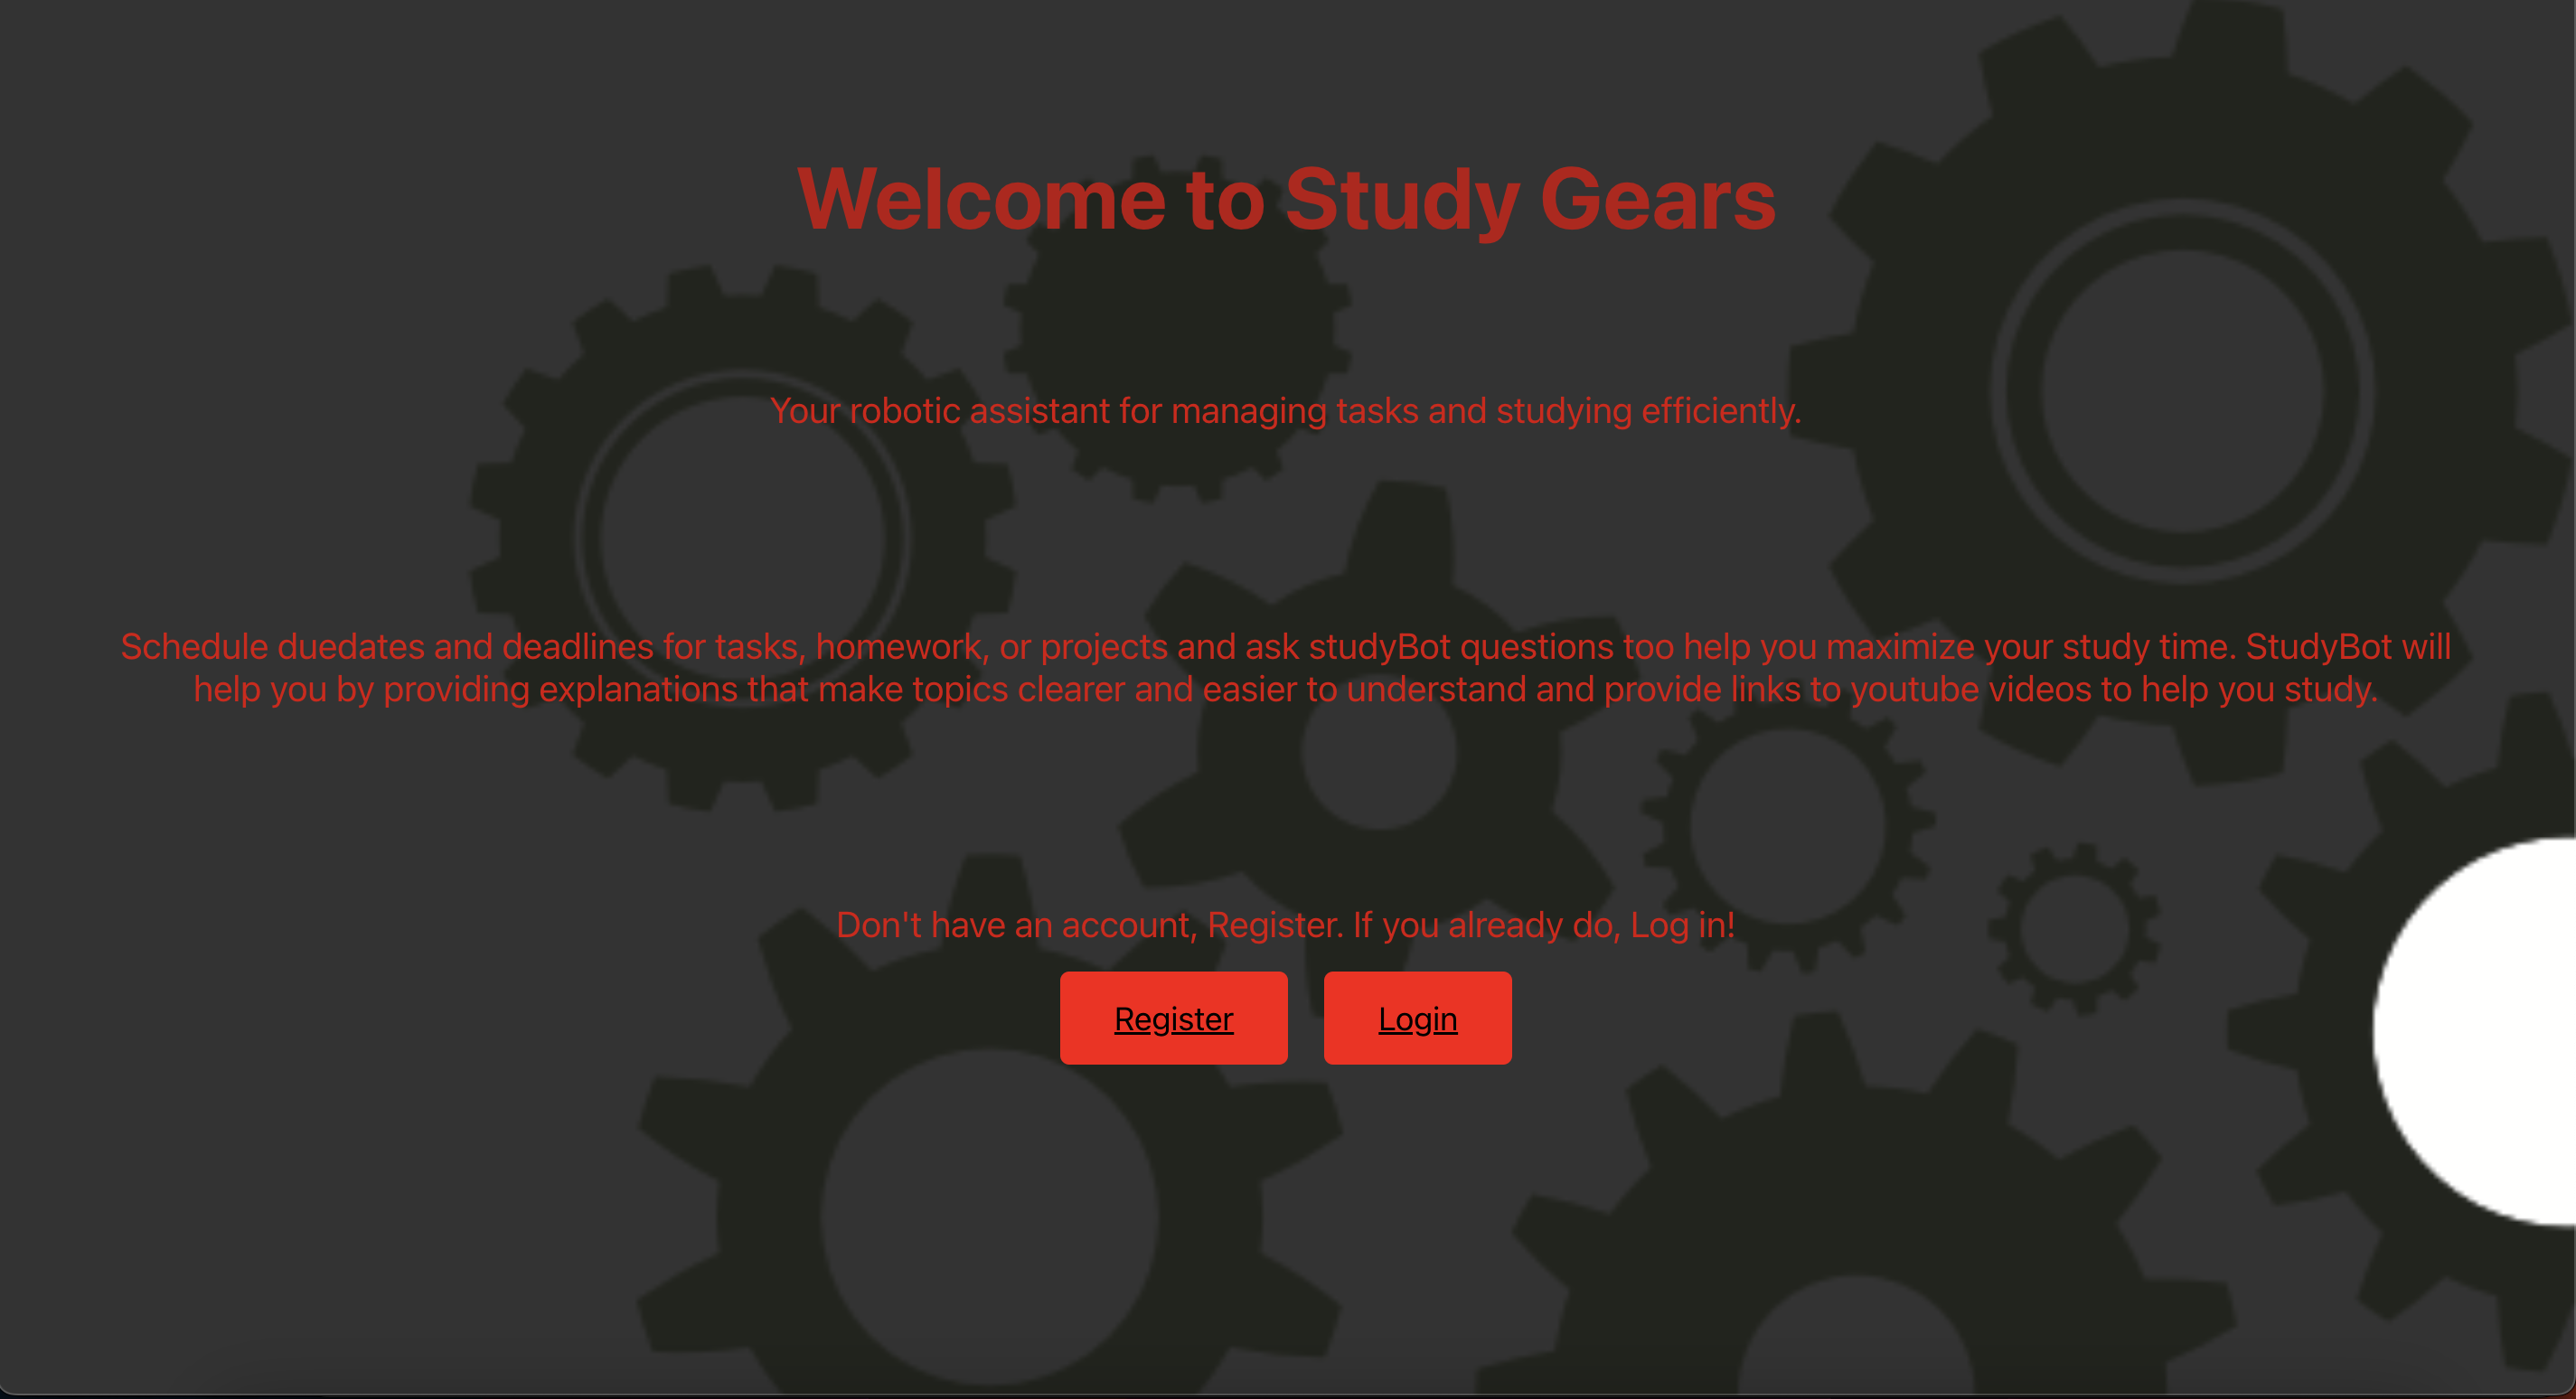 Welcome to Study Gears
Your robotic assistant for managing tasks and studying efficiently.
Schedule duedates and deadlines for tasks, homework, or projects and ask studyBot questions too help you maximize your study time. StudyBot will
help you by providing explanations that make topics clearer and easier to understand and provide links to youtube videos to help you study.
Don't have an account, Register. If you already do, Log in!
Register
Login